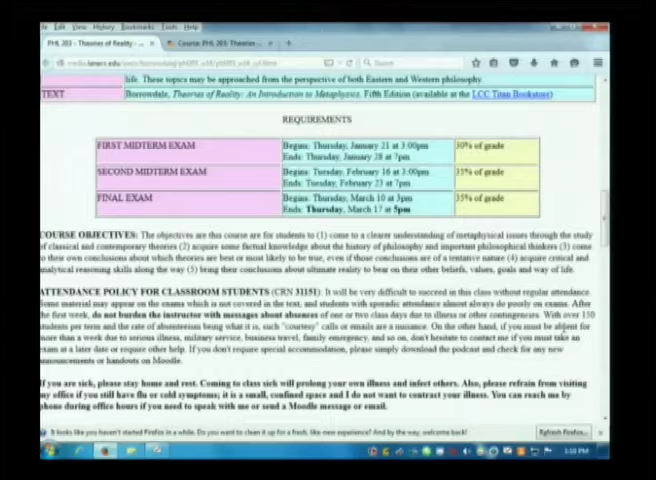 Edit View History Bookmarks Tools Help
PHL 203 - Theories of Reality - ... × Course: PHL 203: Theories ... × +
Search
life. These topics may be approached from the perspective of both Eastern and Western philosophy.
TEXT Borrowdale, Theories of Reality: An Introduction to Metaphysics, Fifth Edition (available at the LCC Titan Bookstore)
REQUIREMENTS
FIRST MIDTERM EXAM Begins: Thursday, January 21 at 3:00pm 30% of grade
Ends: Thursday, January 28 at 7pm
SECOND MIDTERM EXAM Begins: Tuesday, February 16 at 3:00pm 35% of grade
Ends: Tuesday, February 23 at 7pm
FINAL EXAM Begins: Thursday, March 10 at 3pm 35% of grade
Ends: Thursday, March 17 at 5pm
COURSE OBJECTIVES: The objectives are this course are for students to (1) come to a clearer understanding of metaphysical issues through the study
of classical and contemporary theories (2) acquire some factual knowledge about the history of philosophy and important philosophical thinkers (3) come
to their own conclusions about which theories are best or most likely to be true, even if those conclusions are of a tentative nature (4) acquire critical and
analytical reasoning skills along the way (5) bring their conclusions about ultimate reality to bear on their other beliefs, values, goals and way of life.
ATTENDANCE POLICY FOR CLASSROOM STUDENTS (CRN 31151). It will be very difficult to succeed in this class without regular attendance.
Some material may appear on the exams which is not covered in the text, and students with sporadic attendance almost always do poorly on exams. After
the first week, do not burden the instructor with messages about absences of one or two class days due to illness or other contingencies. With over 150
students per term and the rate of absenteeism being what it is, such "courtesy" calls or emails are a nuisance. On the other hand, if you must be absent for
more than a week due to serious illness, military service, business travel, family emergency, and so on, don't hesitate to contact me if you must take an
exam at a later date or require other help. If you don't require special accommodation, please simply download the podcast and check for any new
announcements or handouts on Moodle.
If you are sick, please stay home and rest. Coming to class sick will prolong your own illness and infect others. Also, please refrain from visiting
my office if you still have flu or cold symptoms; it is a small, confined space and I do not want to contract your illness. You can reach me by
phone during office hours if you need to speak with me or send a Moodle message or email.
It looks like you haven't started Firefox in a while. Do you want to clean it up for a fresh, like-new experience? And by the way, welcome back! Refresh Firefox...